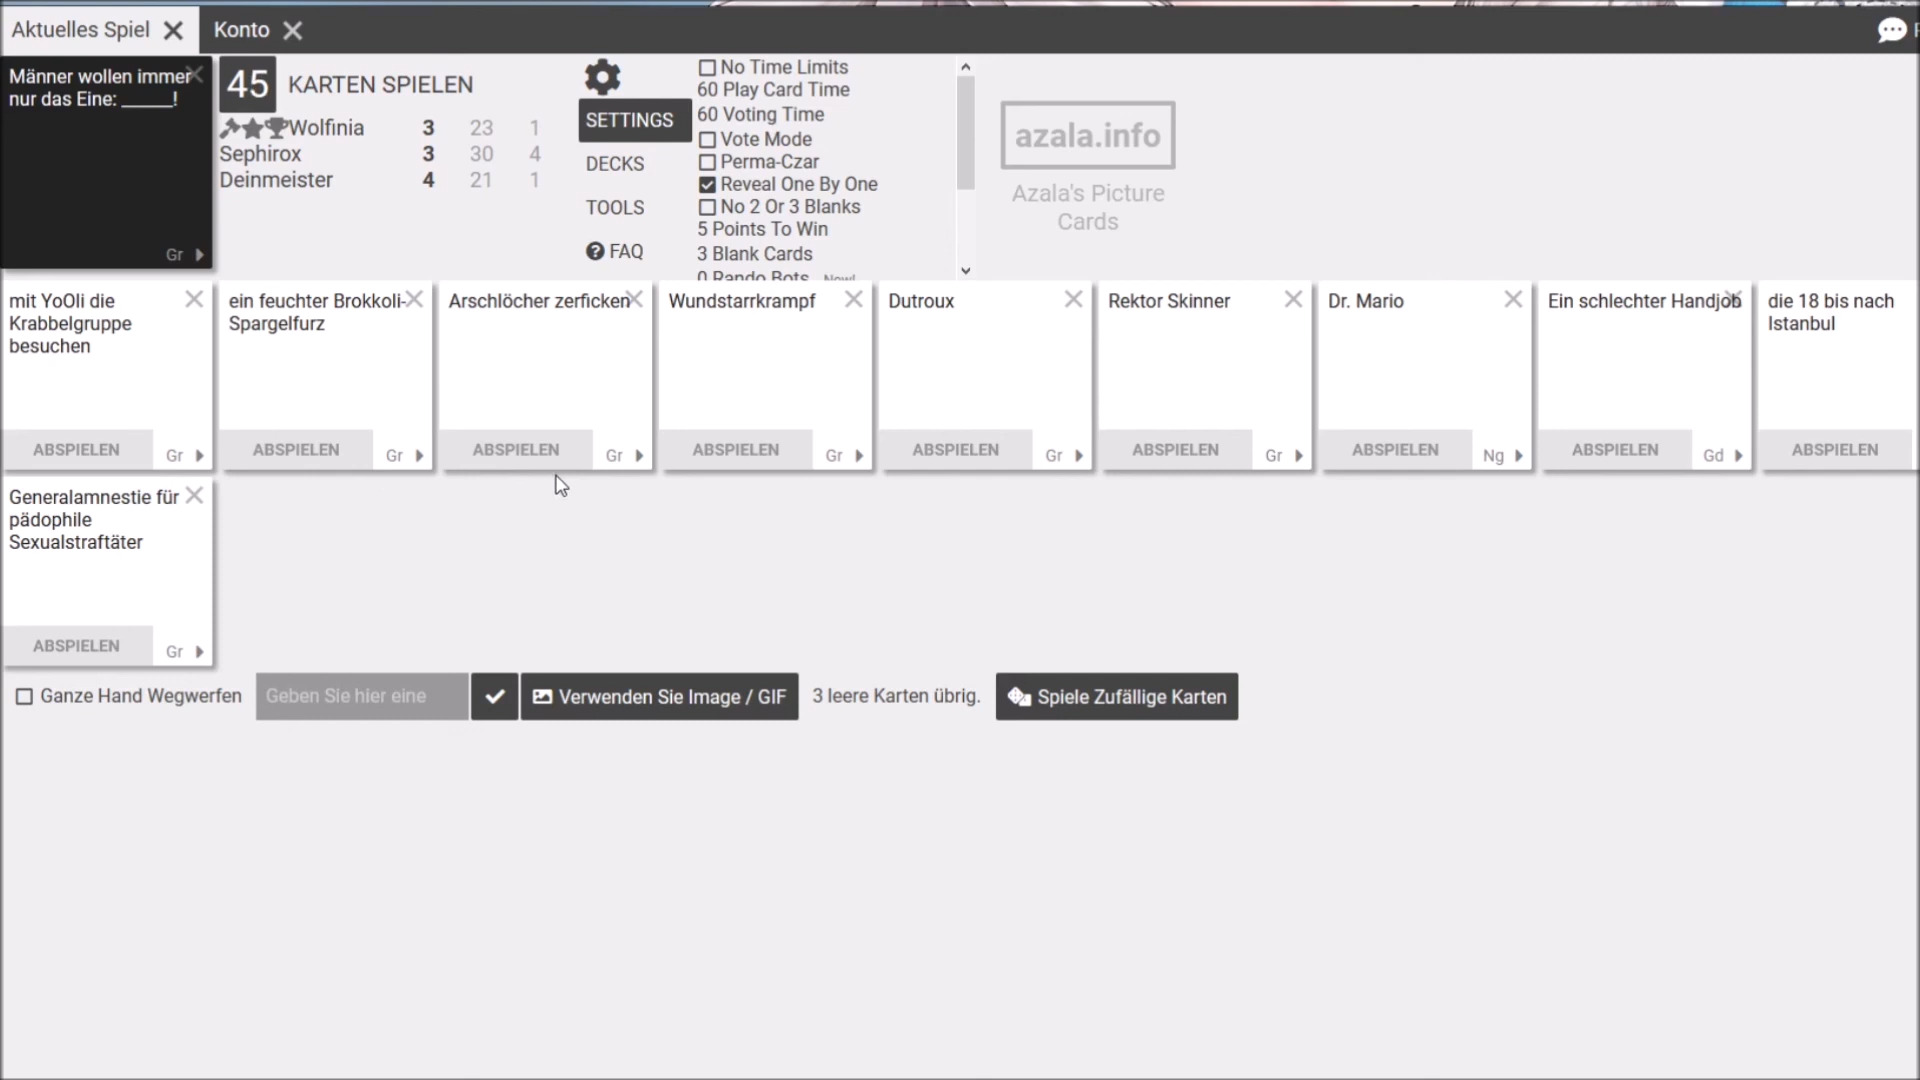 Aktuelles Spiel
Konto
Männer wollen immer
nur das Eine: ______!
Gr
45 KARTEN SPIELEN
Wolfinia 3 23 1
Sephirox 3 30 4
Deinmeister 4 21 1
SETTINGS
DECKS
TOOLS
FAQ
No Time Limits
60 Play Card Time
60 Voting Time
Vote Mode
Perma-Czar
Reveal One By One
No 2 Or 3 Blanks
5 Points To Win
3 Blank Cards
0 Rando Bots New!
azala.info
Azala's Picture
Cards
mit YoOli die
Krabbelgruppe
besuchen
ABSPIELEN Gr
ein feuchter Brokkoli-
Spargelfurz
ABSPIELEN Gr
Arschlöcher zerficken
ABSPIELEN Gr
Wundstarrkrampf
ABSPIELEN Gr
Dutroux
ABSPIELEN Gr
Rektor Skinner
ABSPIELEN Gr
Dr. Mario
ABSPIELEN Ng
Ein schlechter Handjob
ABSPIELEN Gd
die 18 bis nach
Istanbul
ABSPIELEN
Generalamnestie für
pädophile
Sexualstraftäter
ABSPIELEN Gr
Ganze Hand Wegwerfen
Geben Sie hier eine
Verwenden Sie Image / GIF
3 leere Karten übrig.
Spiele Zufällige Karten